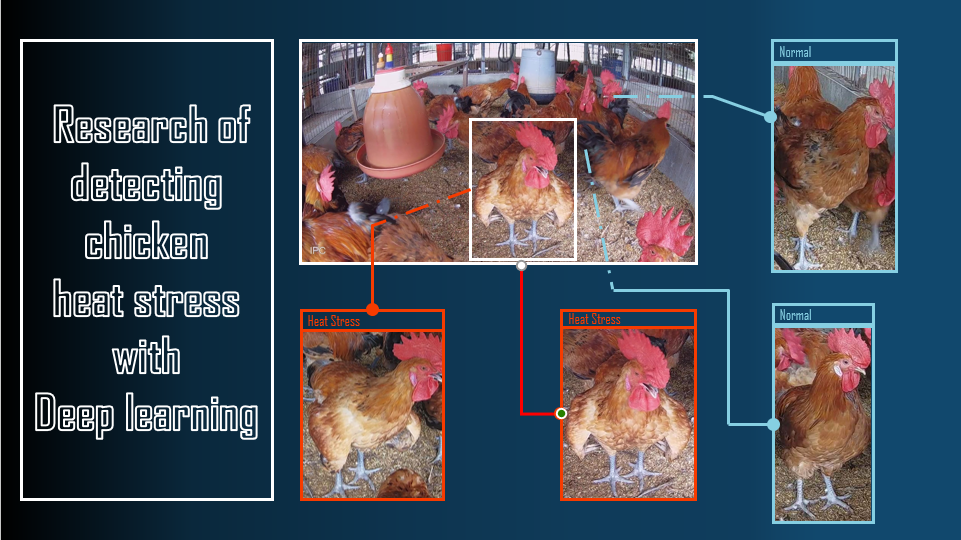 Research of
detecting
chicken
heat stress
with
Deep learning
IPC
Normal
Heat Stress
Heat Stress
Normal